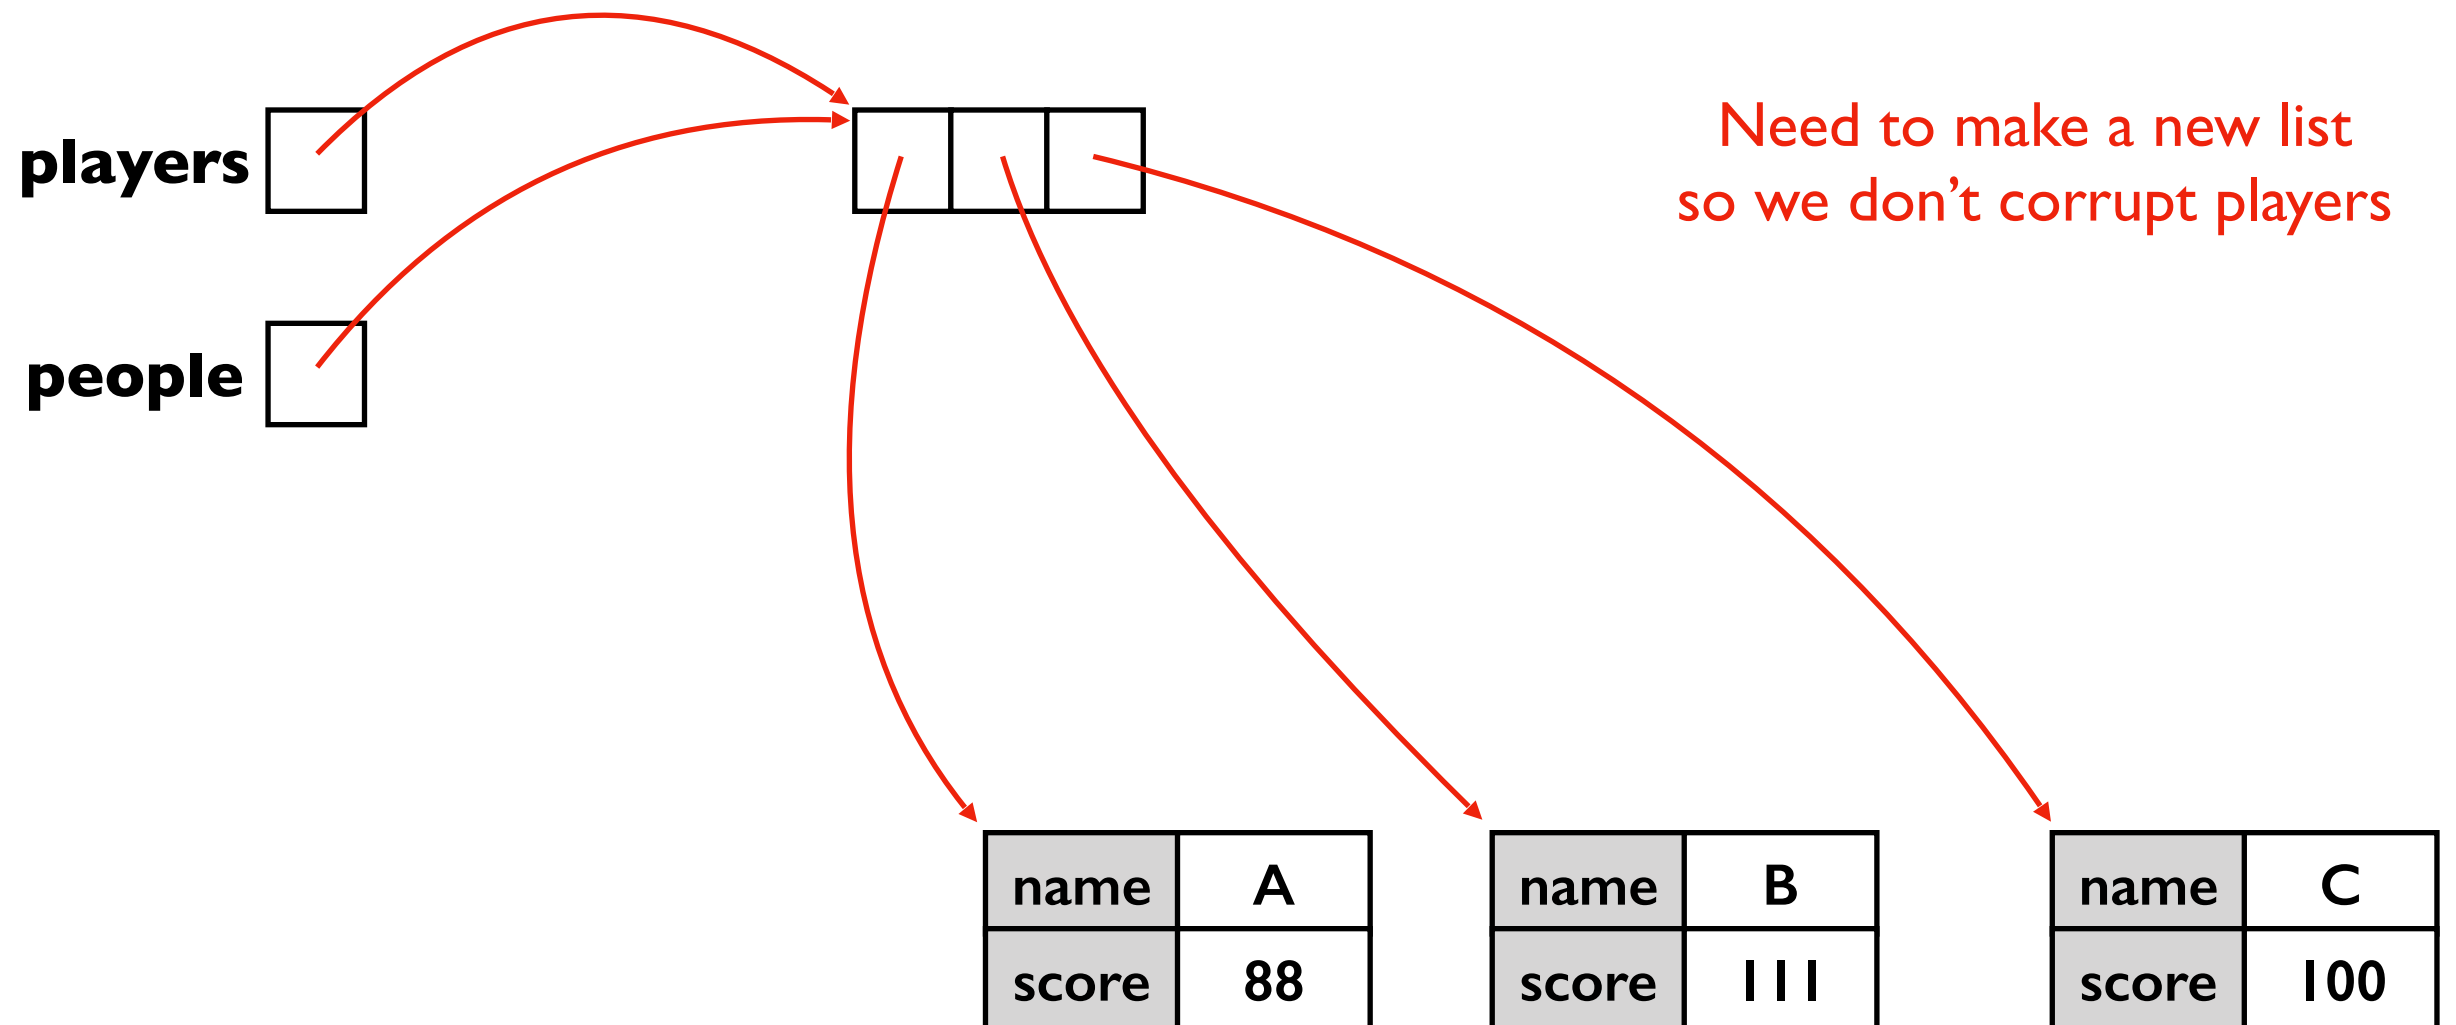 Need to make a new list
so we don’t corrupt players
players
people
name A
score 88
name B
score 111
name C
score 100